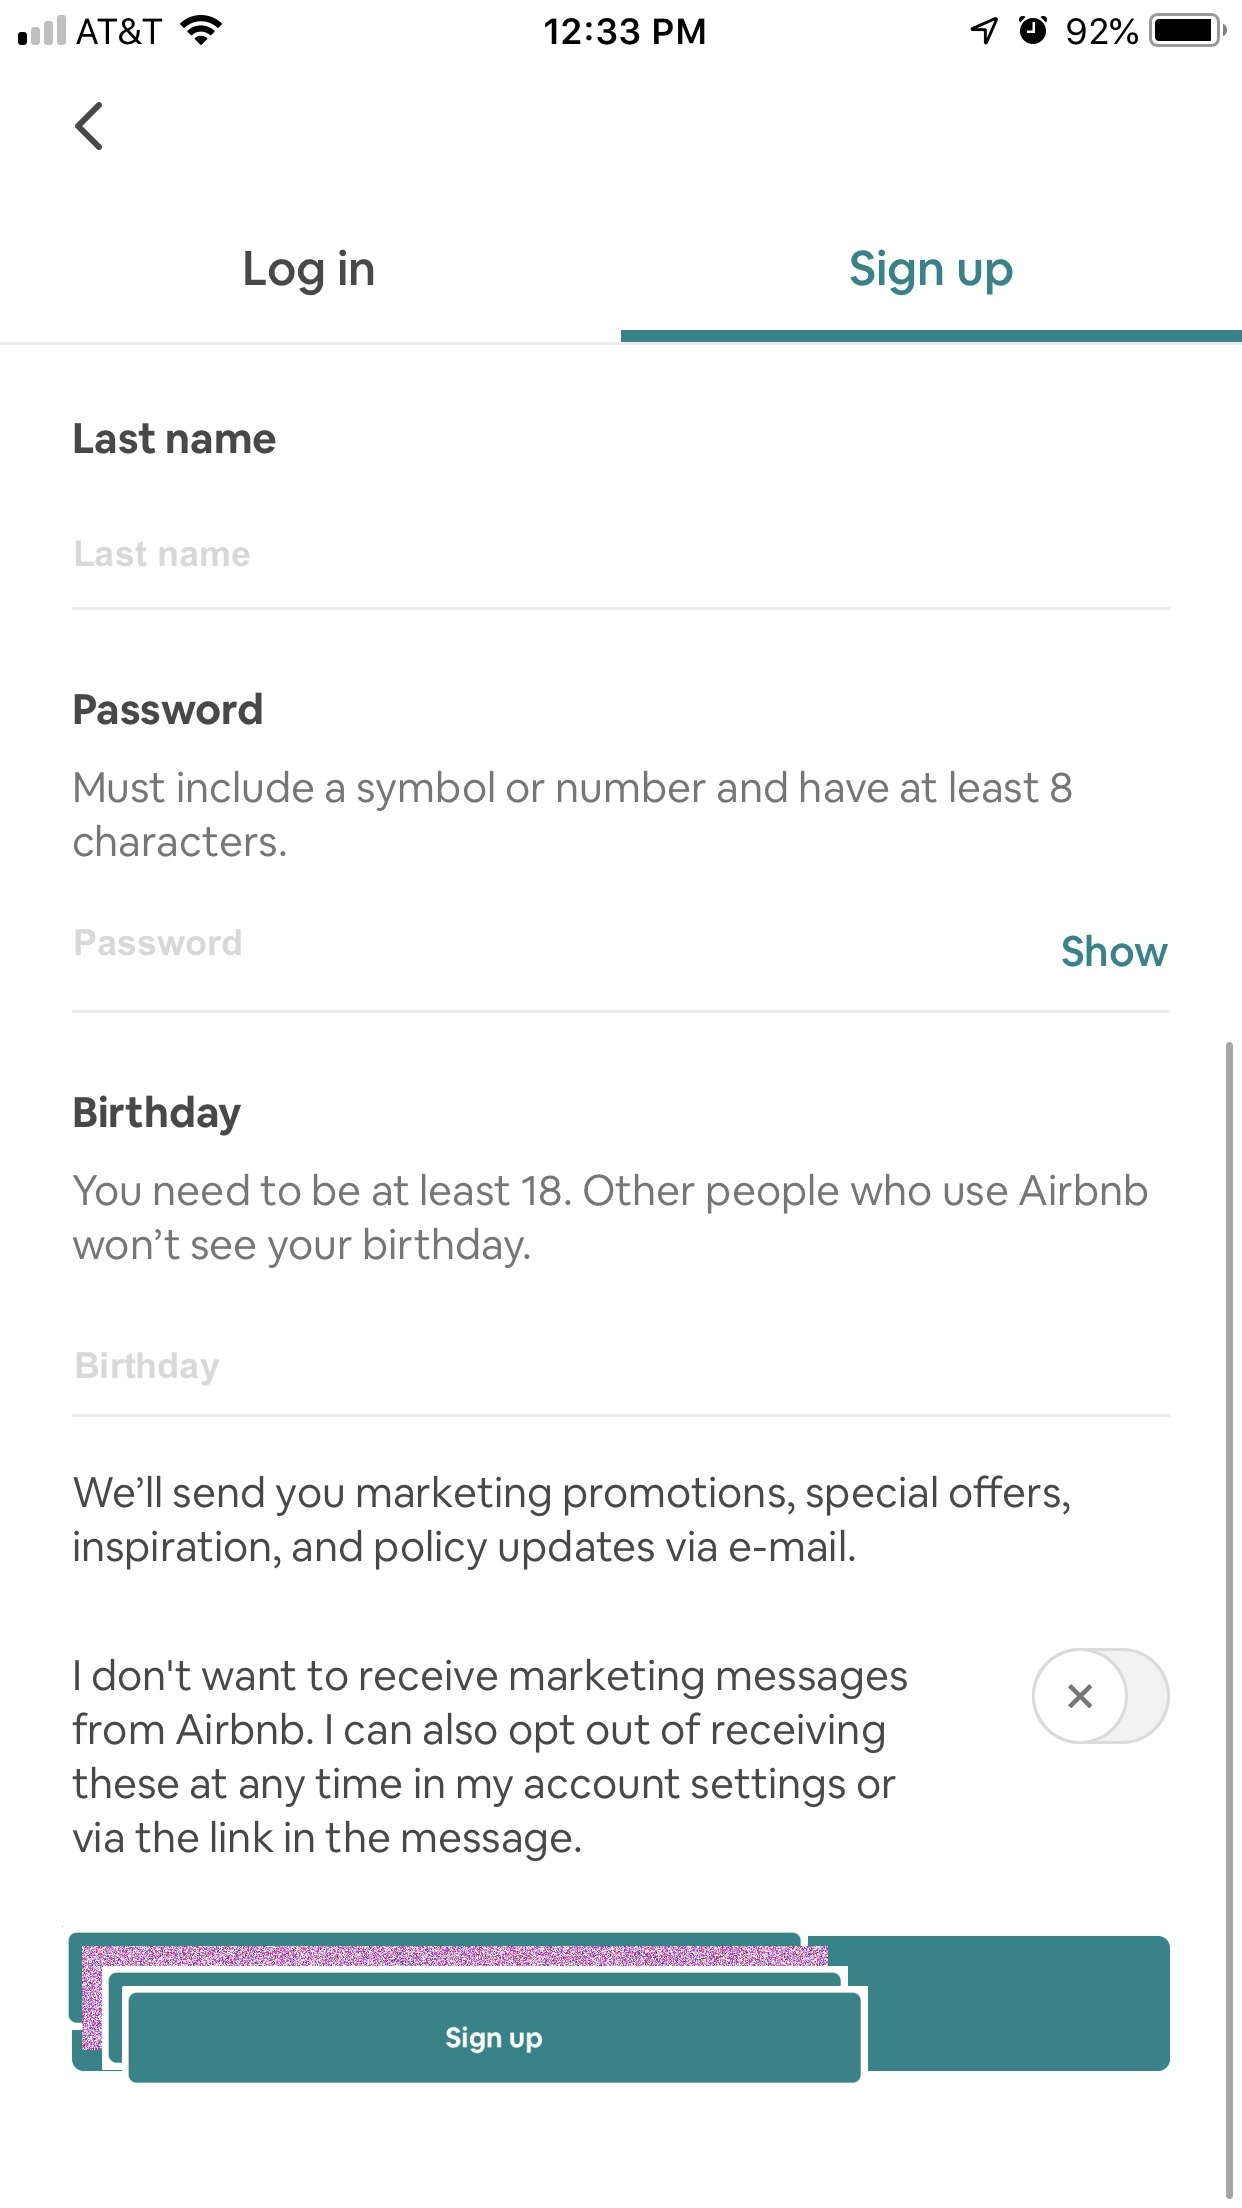 AT&T 12:33 PM 92%
Log in Sign up
Last name
Last name
Password
Must include a symbol or number and have at least 8
characters.
Password Show
Birthday
You need to be at least 18. Other people who use Airbnb
won’t see your birthday.
Birthday
We’ll send you marketing promotions, special offers,
inspiration, and policy updates via e-mail.
I don't want to receive marketing messages
from Airbnb. I can also opt out of receiving
these at any time in my account settings or
via the link in the message.
Sign up